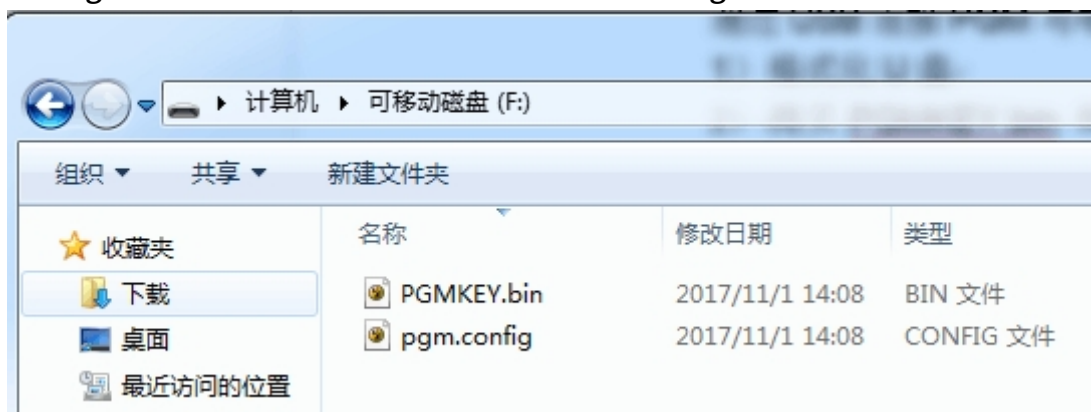 计算机 ▸ 可移动磁盘 (F:)
组织 ▼ 共享 ▼ 新建文件夹
收藏夹
下载
桌面
最近访问的位置
名称 修改日期 类型
PGMKEY.bin 2017/11/1 14:08 BIN 文件
pgm.config 2017/11/1 14:08 CONFIG 文件